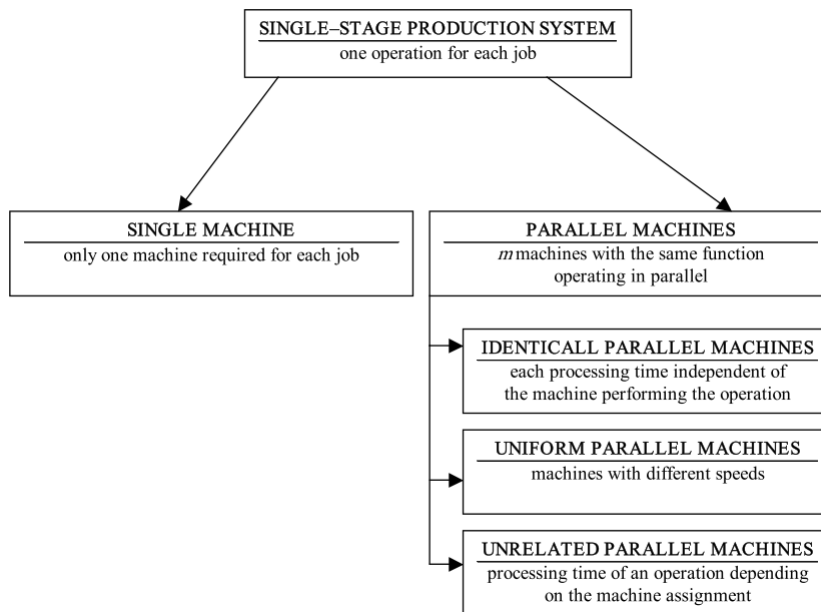 SINGLE–STAGE PRODUCTION SYSTEM
one operation for each job
SINGLE MACHINE
only one machine required for each job
PARALLEL MACHINES
m machines with the same function
operating in parallel
IDENTICALL PARALLEL MACHINES
each processing time independent of
the machine performing the operation
UNIFORM PARALLEL MACHINES
machines with different speeds
UNRELATED PARALLEL MACHINES
processing time of an operation depending
on the machine assignment